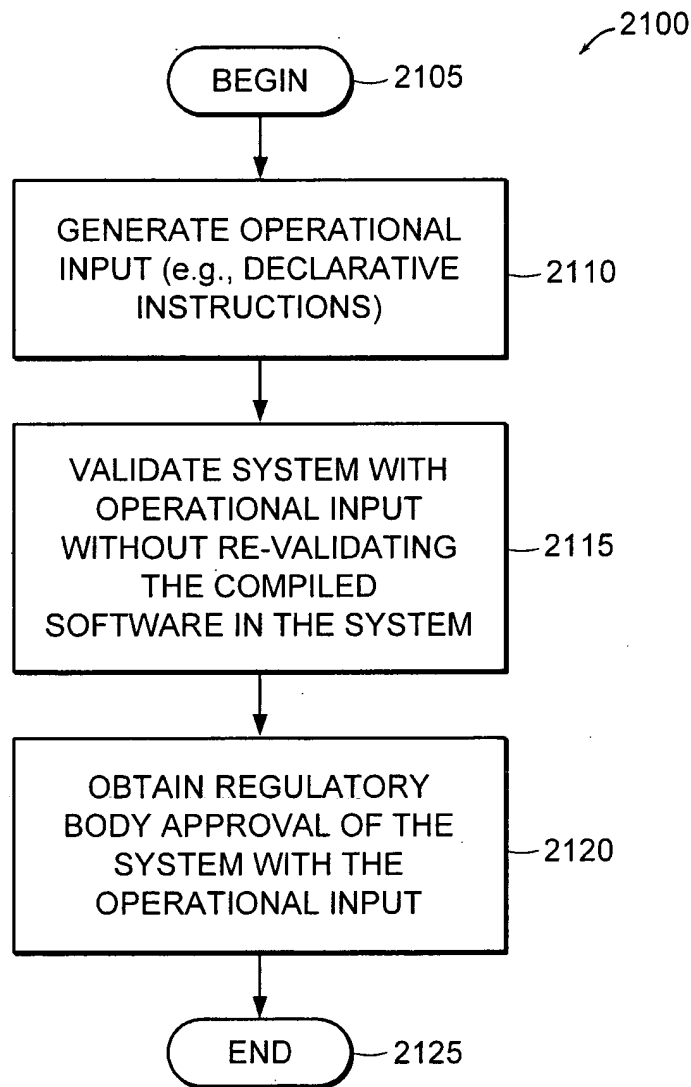 2100
BEGIN
2105
GENERATE OPERATIONAL
INPUT (e.g., DECLARATIVE
INSTRUCTIONS)
2110
VALIDATE SYSTEM WITH
OPERATIONAL INPUT
WITHOUT RE-VALIDATING
THE COMPILED
SOFTWARE IN THE SYSTEM
2115
OBTAIN REGULATORY
BODY APPROVAL OF THE
SYSTEM WITH THE
OPERATIONAL INPUT
2120
END
2125